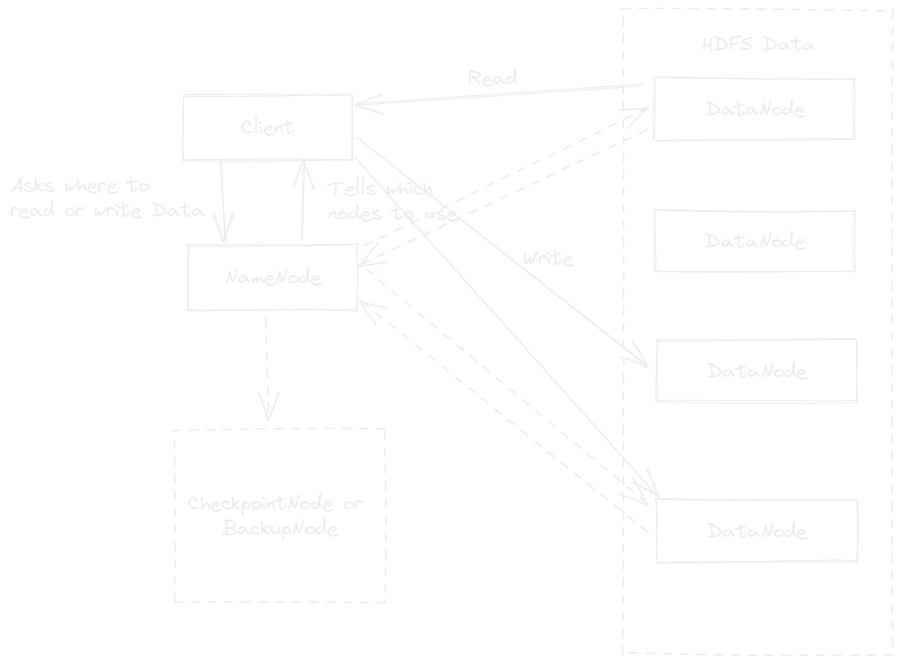 HDFS Data
Read
DataNode
Client
Asks where to
read or write Data
Tells which
nodes to use
DataNode
Write
NameNode
DataNode
CheckpointNode or
BackupNode
DataNode